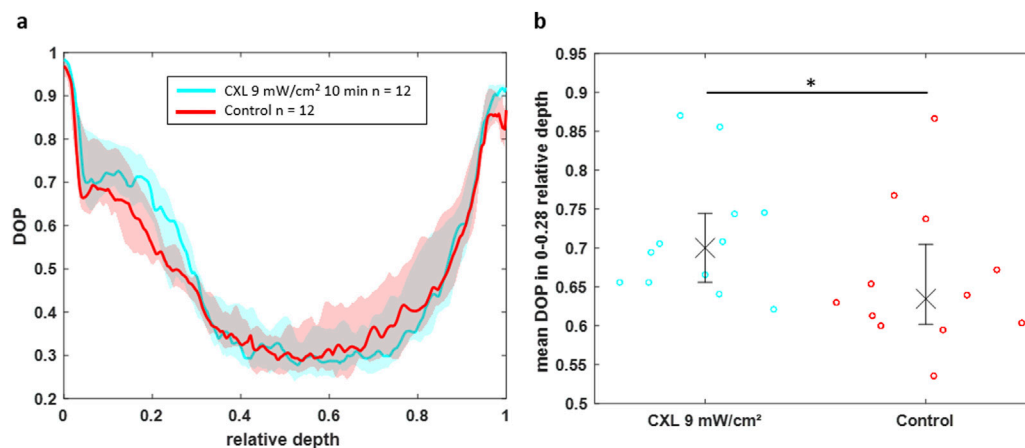 a
1
0.9
0.8
0.7
0.6
0.5
0.4
0.3
0.2
DOP
CXL 9 mW/cm² 10 min n = 12
Control n = 12
0
0.2
0.4
0.6
0.8
1
relative depth
b
0.95
0.9
0.85
0.8
0.75
0.7
0.65
0.6
0.55
0.5
mean DOP in 0-0.28 relative depth
*
CXL 9 mW/cm²
Control